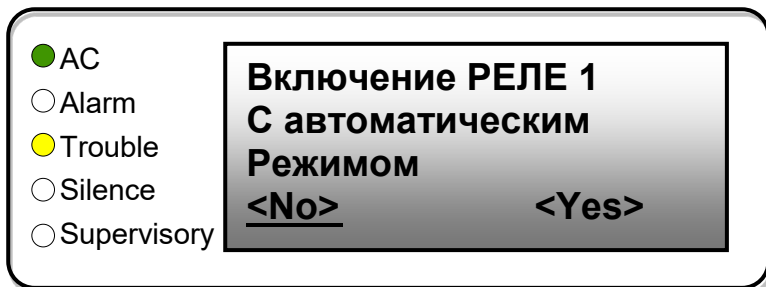 AC
Alarm
Trouble
Silence
Supervisory
Включение РЕЛЕ 1
С автоматическим
Режимом
<No> <Yes>